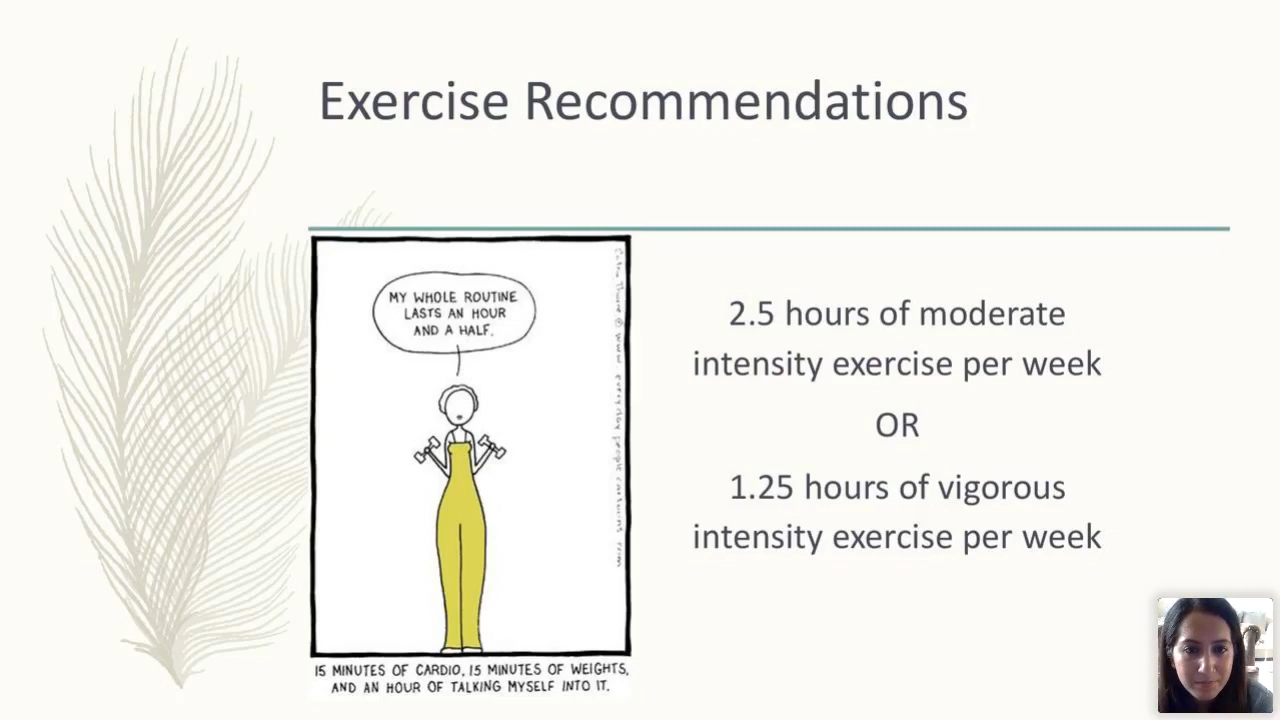 Exercise Recommendations
MY WHOLE ROUTINE
LASTS AN HOUR
AND A HALF.
15 MINUTES OF CARDIO, 15 MINUTES OF WEIGHTS,
AND AN HOUR OF TALKING MYSELF INTO IT.
2.5 hours of moderate
intensity exercise per week
OR
1.25 hours of vigorous
intensity exercise per week